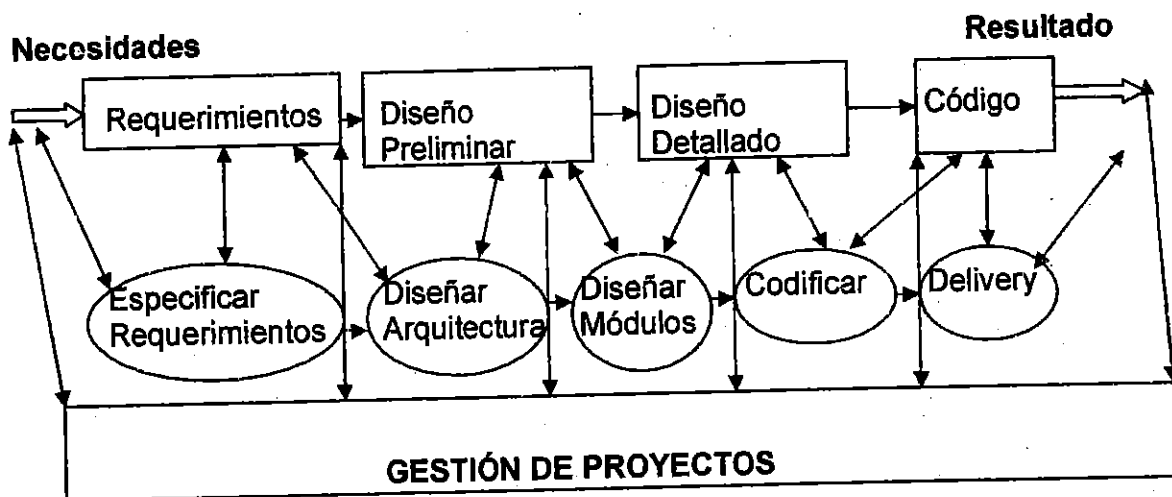 Necesidades
Resultado
Requerimientos
Diseño
Preliminar
Diseño
Detallado
Código
Especificar
Requerimientos
Diseñar
Arquitectura
Diseñar
Módulos
Codificar
Delivery
GESTIÓN DE PROYECTOS